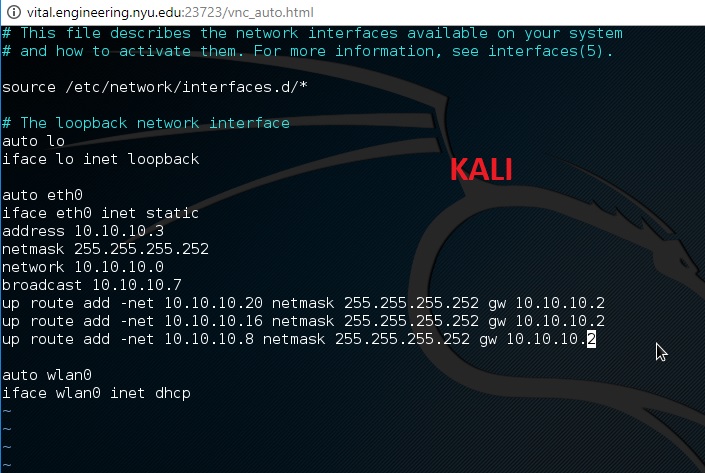 vital.engineering.nyu.edu:23723/vnc_auto.html
# This file describes the network interfaces available on your system
# and how to activate them. For more information, see interfaces(5).
source /etc/network/interfaces.d/*
# The loopback network interface
auto lo
iface lo inet loopback
KALI
auto eth0
iface eth0 inet static
address 10.10.10.3
netmask 255.255.255.252
network 10.10.10.0
broadcast 10.10.10.7
up route add -net 10.10.10.20 netmask 255.255.255.252 gw 10.10.10.2
up route add -net 10.10.10.16 netmask 255.255.255.252 gw 10.10.10.2
up route add -net 10.10.10.8 netmask 255.255.255.252 gw 10.10.10.2
auto wlan0
iface wlan0 inet dhcp
~
~
~
~